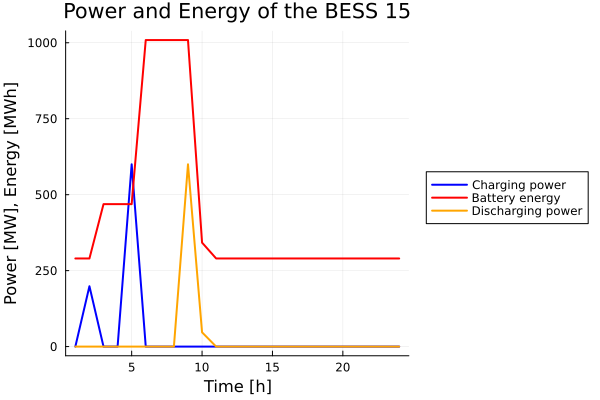 Power and Energy of the BESS 15
Power [MW], Energy [MWh]
1000
750
500
250
0
5
10
15
20
Time [h]
Charging power
Battery energy
Discharging power